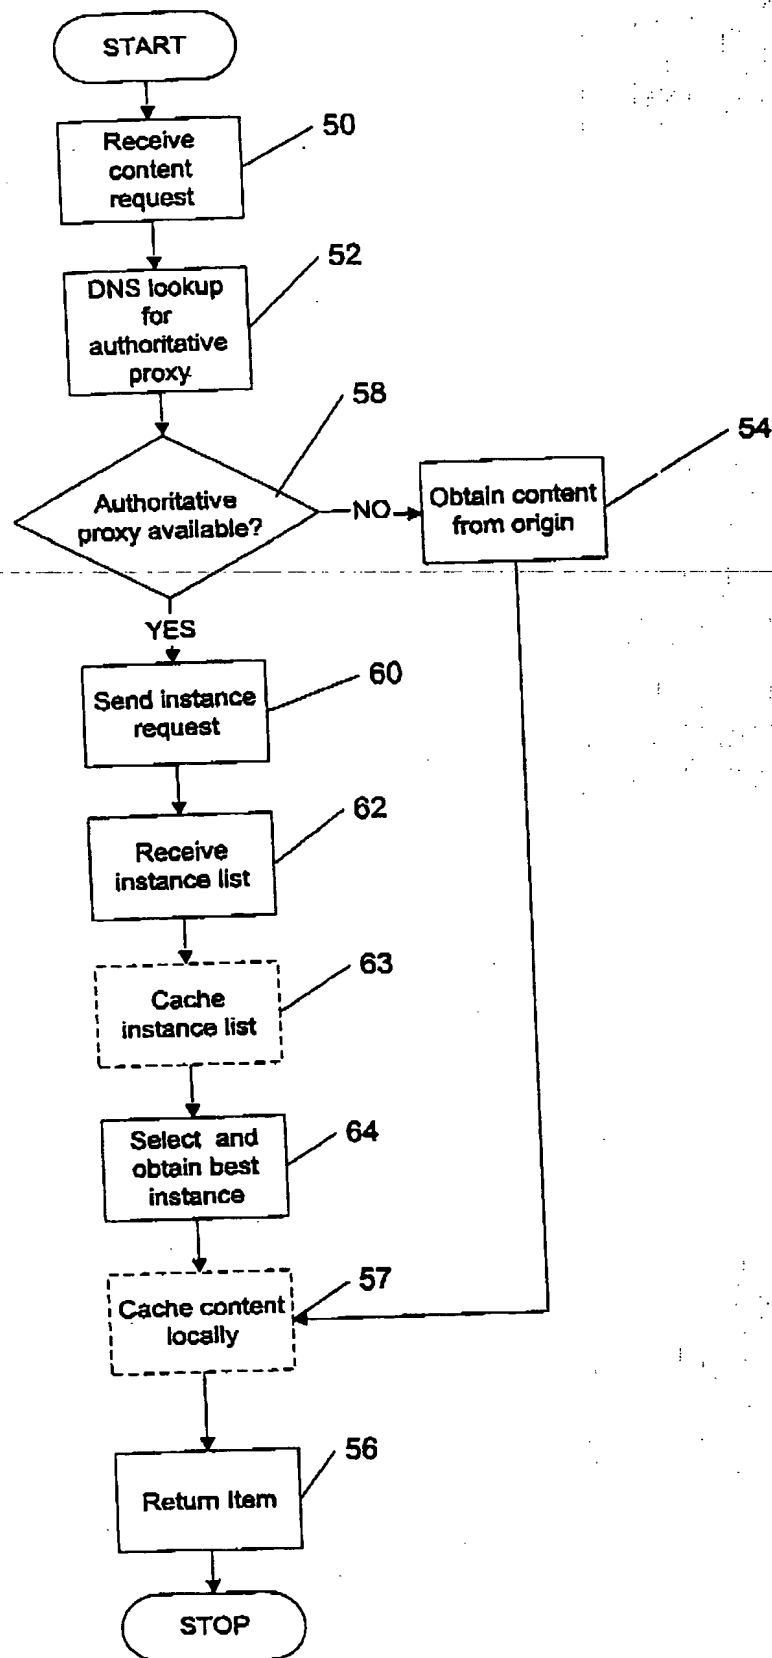 START
Receive
content
request
50
DNS lookup
for
authoritative
proxy
52
58
Authoritative
proxy available?
NO
Obtain content
from origin
54
YES
Send instance
request
60
Receive
instance list
62
Cache
instance list
63
Select and
obtain best
instance
64
Cache content
locally
57
Return Item
56
STOP